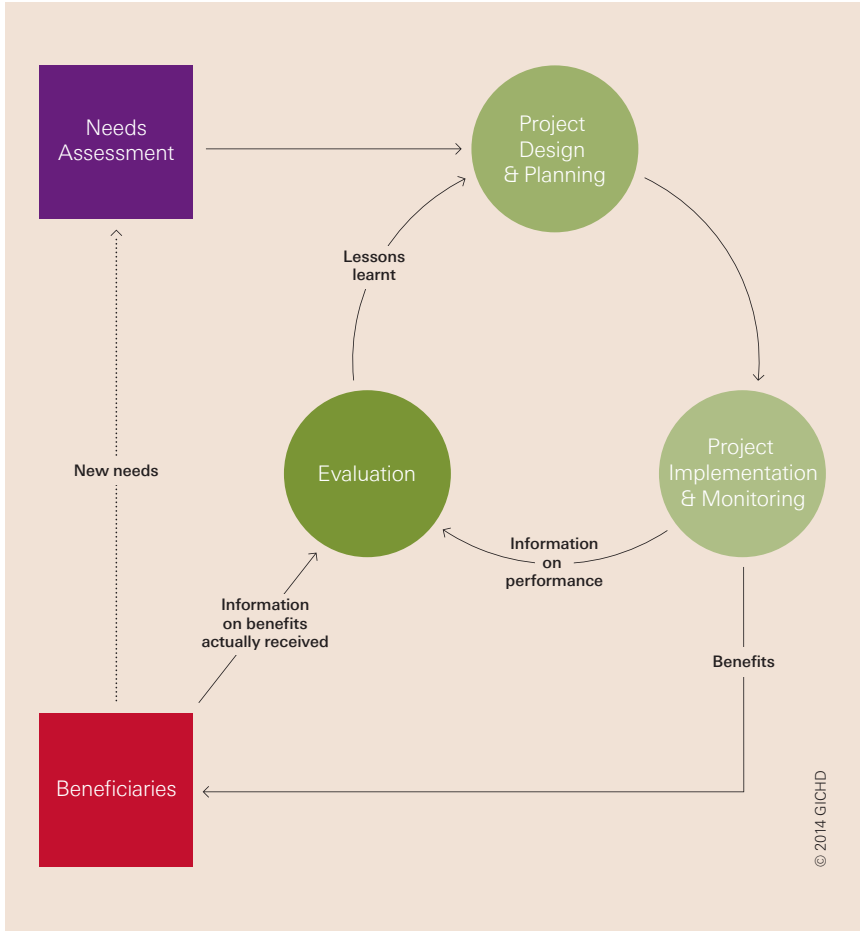 Needs
Assessment
Project
Design
& Planning
Lessons
learnt
Evaluation
Project
Implementation
& Monitoring
New needs
Information
on
performance
Information
on benefits
actually received
Benefits
Beneficiaries
© 2014 GICHD